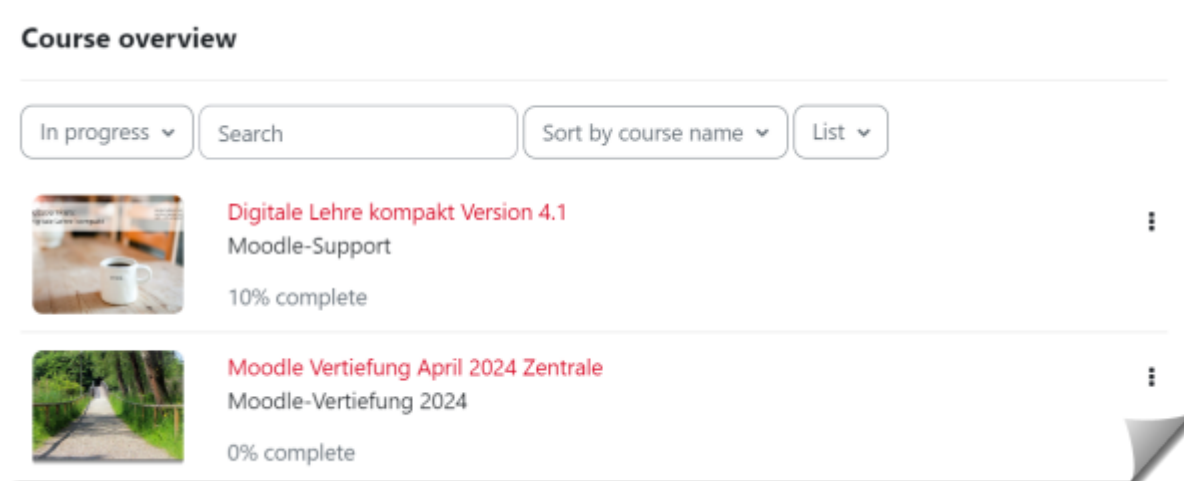 Course overview
In progress
Search
Sort by course name
List
Digitale Lehre kompakt Version 4.1
Moodle-Support
10% complete
Moodle Vertiefung April 2024 Zentrale
Moodle-Vertiefung 2024
0% complete